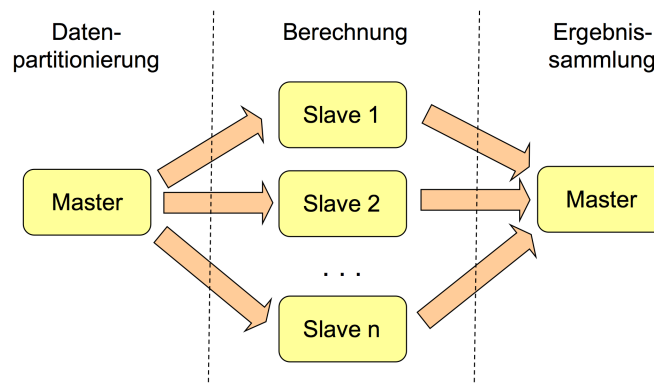 Daten-
partitionierung
Berechnung
Ergebnis-
sammlung
Master
Slave 1
Slave 2
. . .
Slave n
Master